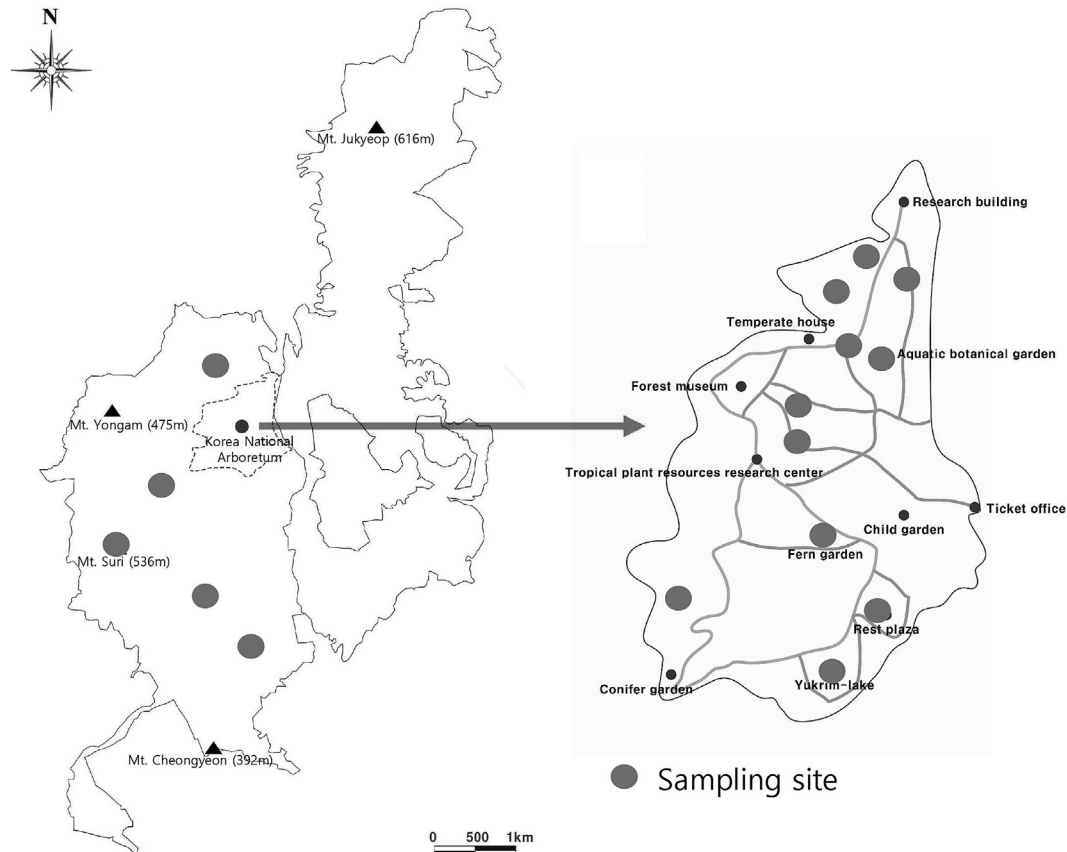 N
Mt. Jukyeop (616m)
Mt. Yongam (475m)
Korea National
Arboretum
Mt. Suri (536m)
Mt. Cheongyeon (392m)
0 500 1km
Research building
Temperate house
Aquatic botanical garden
Forest museum
Tropical plant resources research center
Ticket office
Child garden
Fern garden
Rest plaza
Conifer garden
Yukrim-lake
Sampling site